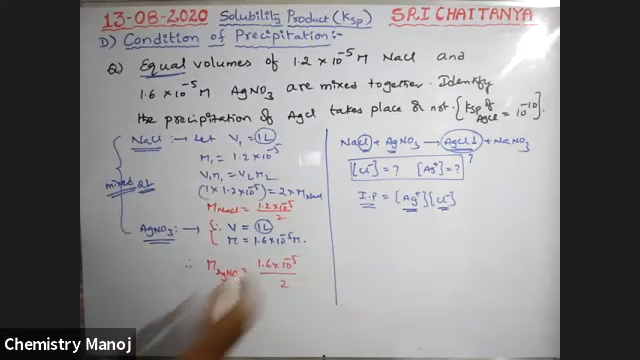 13-08-2020 Solubility Product (Ksp) SRI CHAITANYA
D) Condition of Precipitation:-
Q) Equal volumes of 1.2 × 10⁻⁵ M NaCl and
1.6 × 10⁻⁵ M AgNO₃ are mixed together. Identify
the precipitation of AgCl takes place or not. {Ksp of AgCl = 10⁻¹⁰}.
NaCl :→ Let V₁ = 1L
M₁ = 1.2×10⁻⁵
V₁M₁ = V₂M₂
(1×1.2×10⁻⁵) = 2×M_NaCl
M_NaCl = 1.2×10⁻⁵/2
mixed 2L
AgNO₃ :→ ∴ V = 1L
M = 1.6×10⁻⁵ M.
∴ M_AgNO₃ = 1.6×10⁻⁵/2
NaCl + AgNO₃ → AgCl↓ + NaNO₃
[Cl⁻] = ? [Ag⁺] = ? ?
I.P = [Ag⁺][Cl⁻]
Chemistry Manoj